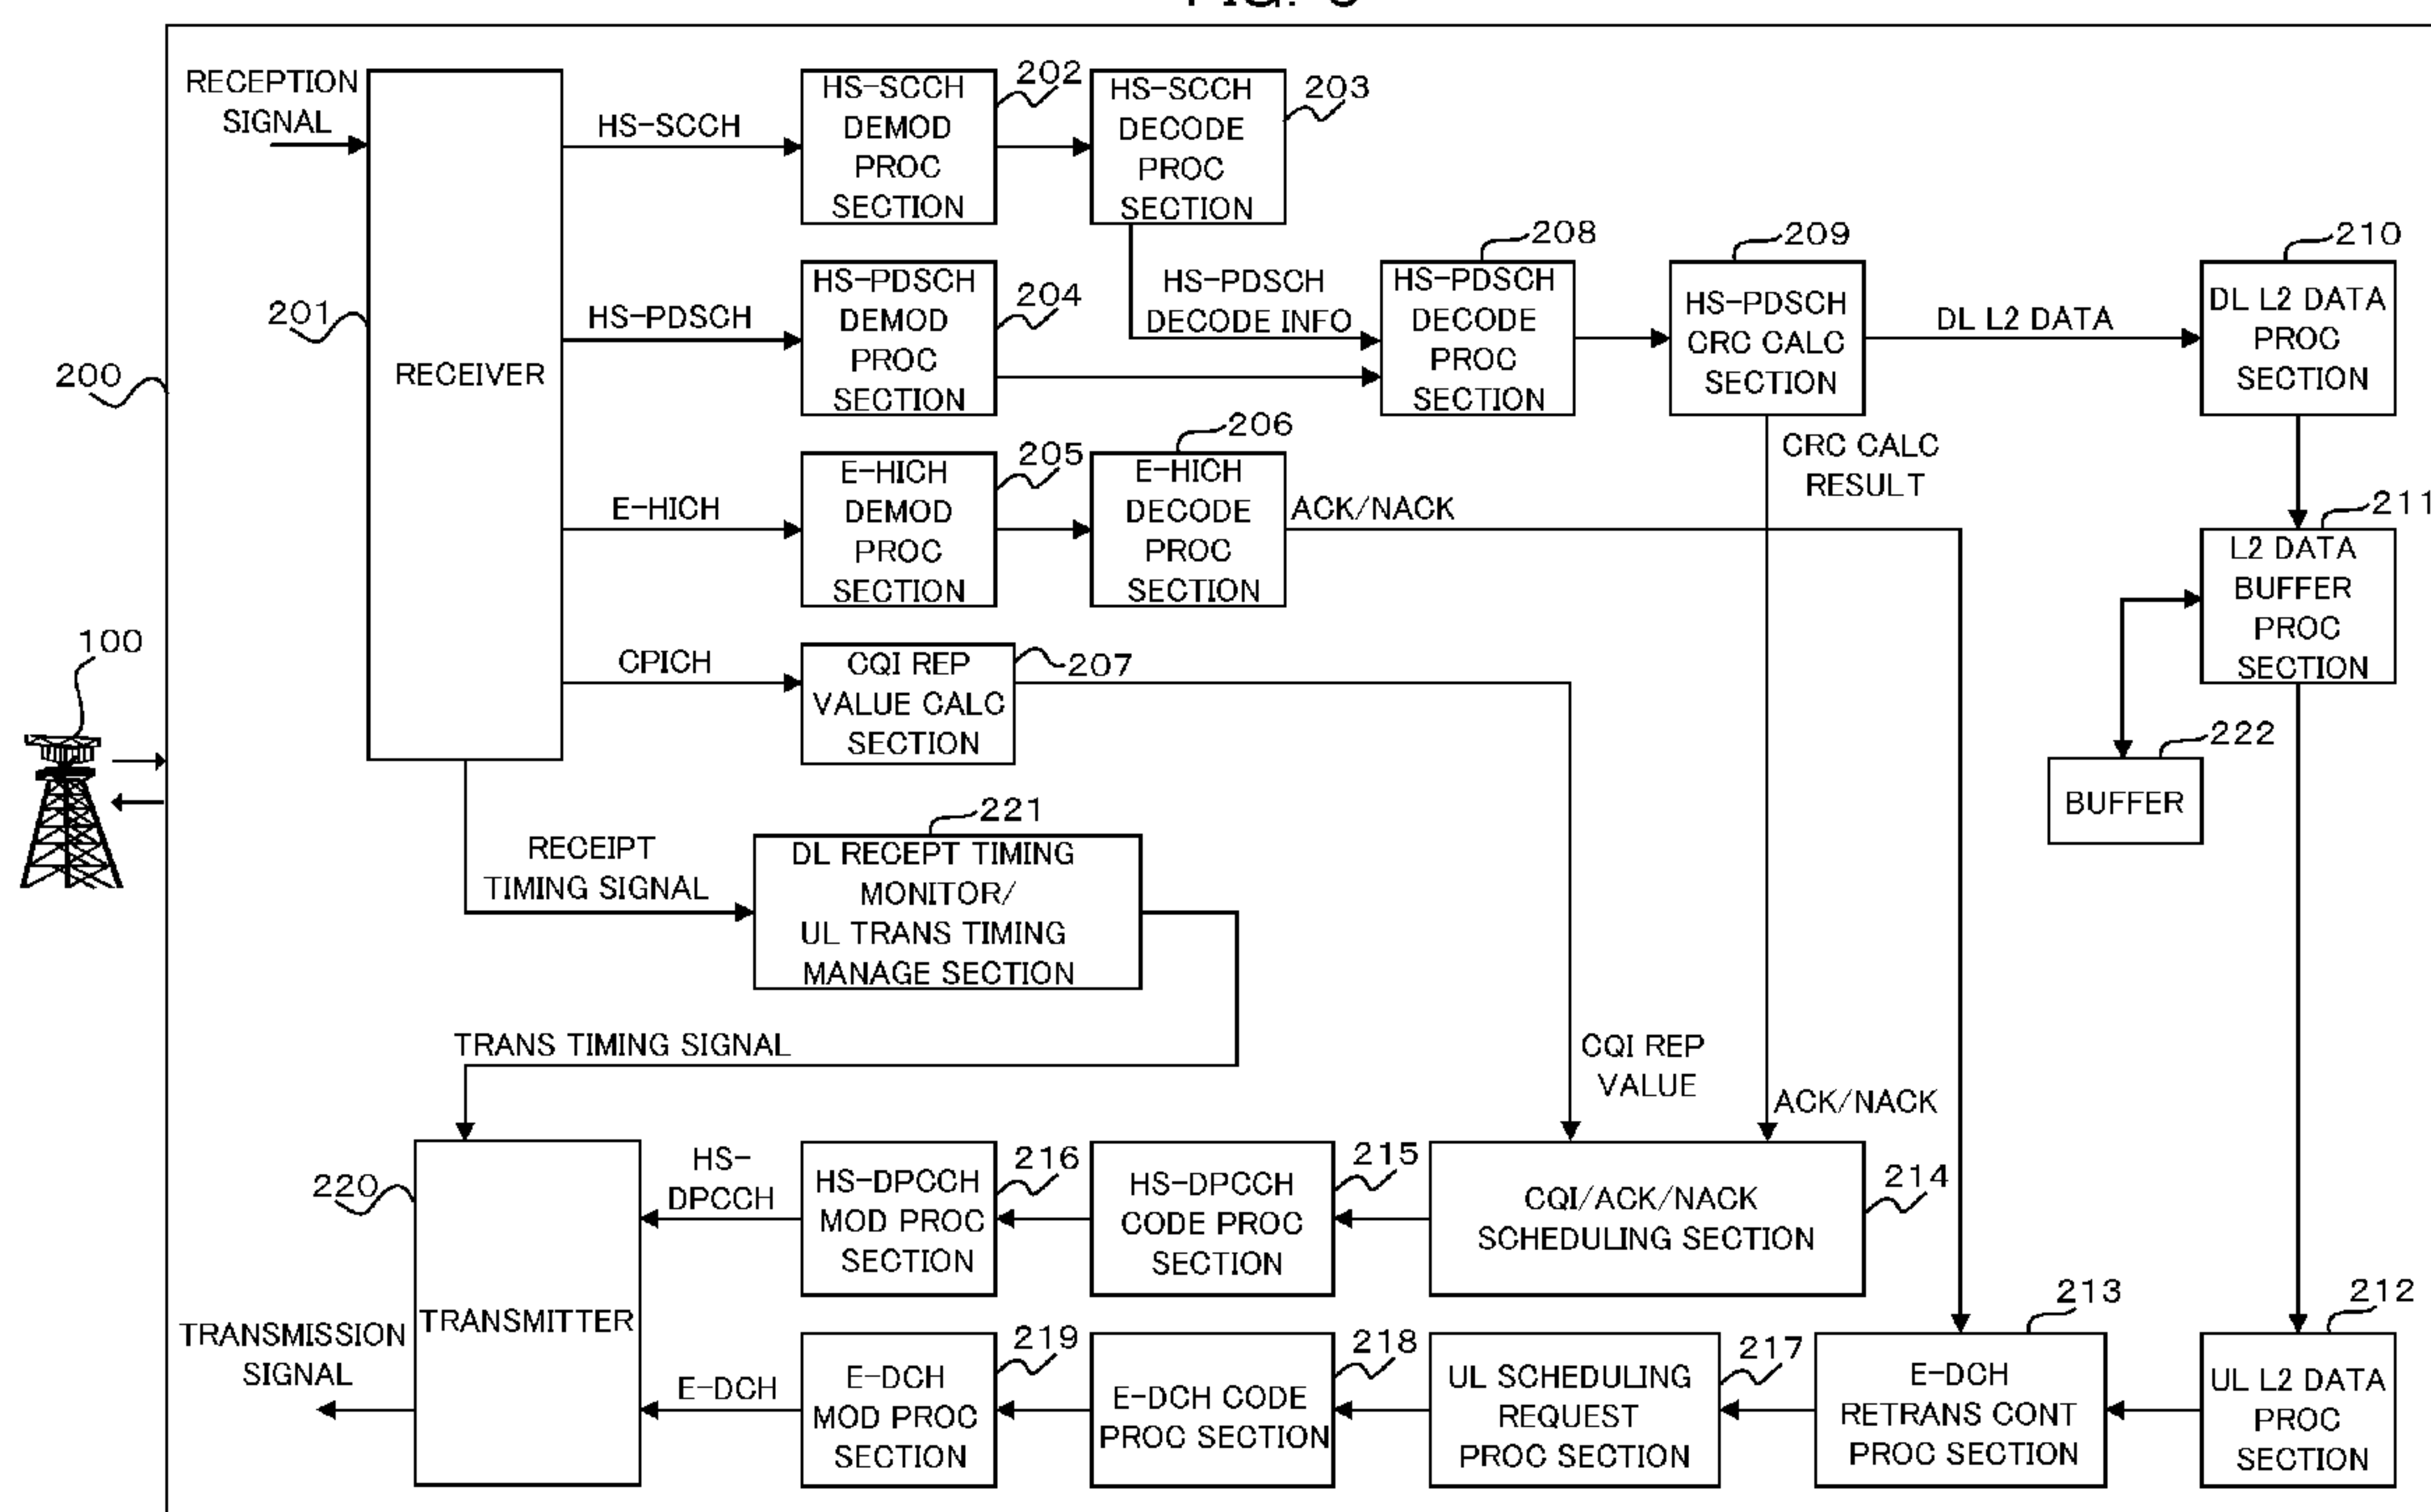 RECEPTION
SIGNAL
201
RECEIVER
200
100
HS-SCCH
HS-SCCH
DEMOD
PROC
SECTION
202
HS-SCCH
DECODE
PROC
SECTION
203
HS-PDSCH
HS-PDSCH
DEMOD
PROC
SECTION
204
HS-PDSCH
DECODE INFO
208
HS-PDSCH
DECODE
PROC
SECTION
209
HS-PDSCH
CRC CALC
SECTION
DL L2 DATA
210
DL L2 DATA
PROC
SECTION
E-HICH
E-HICH
DEMOD
PROC
SECTION
205
206
E-HICH
DECODE
PROC
SECTION
ACK/NACK
CRC CALC
RESULT
211
L2 DATA
BUFFER
PROC
SECTION
CPICH
CQI REP
VALUE CALC
SECTION
207
222
BUFFER
RECEIPT
TIMING SIGNAL
221
DL RECEPT TIMING
MONITOR/
UL TRANS TIMING
MANAGE SECTION
TRANS TIMING SIGNAL
CQI REP
VALUE
ACK/NACK
220
TRANSMITTER
HS-
DPCCH
HS-DPCCH
MOD PROC
SECTION
216
HS-DPCCH
CODE PROC
SECTION
215
CQI/ACK/NACK
SCHEDULING SECTION
214
TRANSMISSION
SIGNAL
E-DCH
E-DCH
MOD PROC
SECTION
219
E-DCH CODE
PROC SECTION
218
UL SCHEDULING
REQUEST
PROC SECTION
217
213
E-DCH
RETRANS CONT
PROC SECTION
212
UL L2 DATA
PROC
SECTION